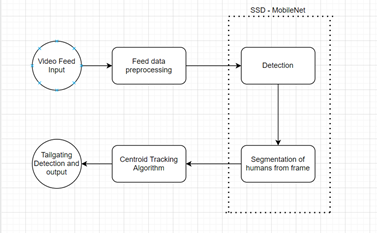 SSD - MobileNet
Video Feed
Input
Feed data
preprocessing
Detection
Tailgating
Detection and
output
Centroid Tracking
Algorithm
Segmentation of
humans from frame